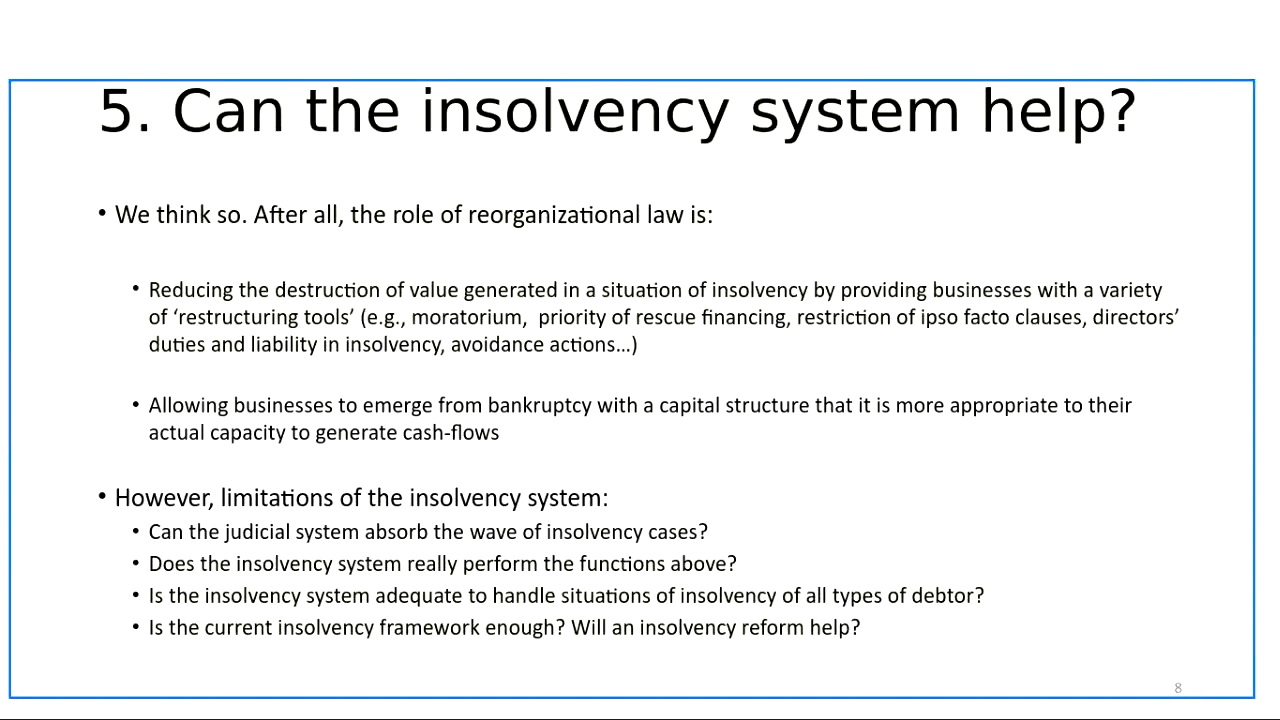 5. Can the insolvency system help?
• We think so. After all, the role of reorganizational law is:
• Reducing the destruction of value generated in a situation of insolvency by providing businesses with a variety
of ‘restructuring tools’ (e.g., moratorium,  priority of rescue financing, restriction of ipso facto clauses, directors’
duties and liability in insolvency, avoidance actions…)
• Allowing businesses to emerge from bankruptcy with a capital structure that it is more appropriate to their
actual capacity to generate cash-flows
• However, limitations of the insolvency system:
• Can the judicial system absorb the wave of insolvency cases?
• Does the insolvency system really perform the functions above?
• Is the insolvency system adequate to handle situations of insolvency of all types of debtor?
• Is the current insolvency framework enough? Will an insolvency reform help?
8